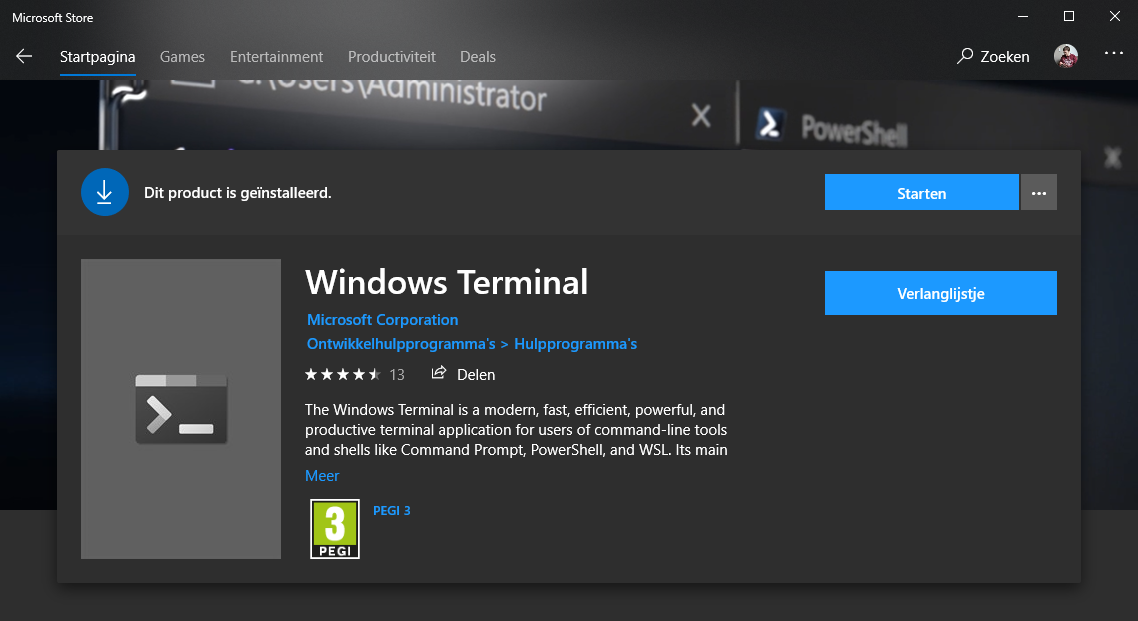 Microsoft Store
Startpagina Games Entertainment Productiviteit Deals Zoeken
C:\Users\Administrator
PowerShell
Dit product is geïnstalleerd.
Starten
Windows Terminal
Verlanglijstje
Microsoft Corporation
Ontwikkelhulpprogramma's > Hulpprogramma's
13 Delen
The Windows Terminal is a modern, fast, efficient, powerful, and
productive terminal application for users of command-line tools
and shells like Command Prompt, PowerShell, and WSL. Its main
Meer
3
PEGI
PEGI 3